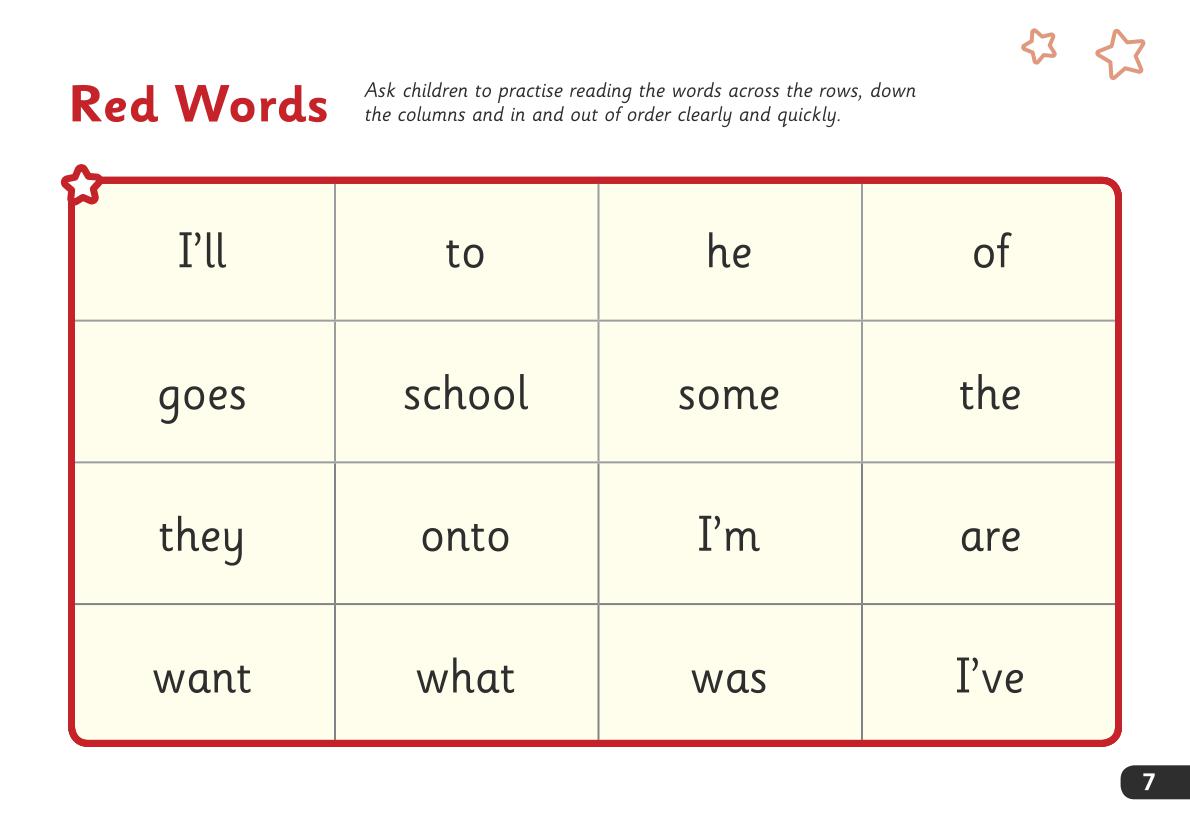 Red Words
Ask children to practise reading the words across the rows, down
the columns and in and out of order clearly and quickly.
I’ll to he of
goes school some the
they onto I’m are
want what was I’ve
7